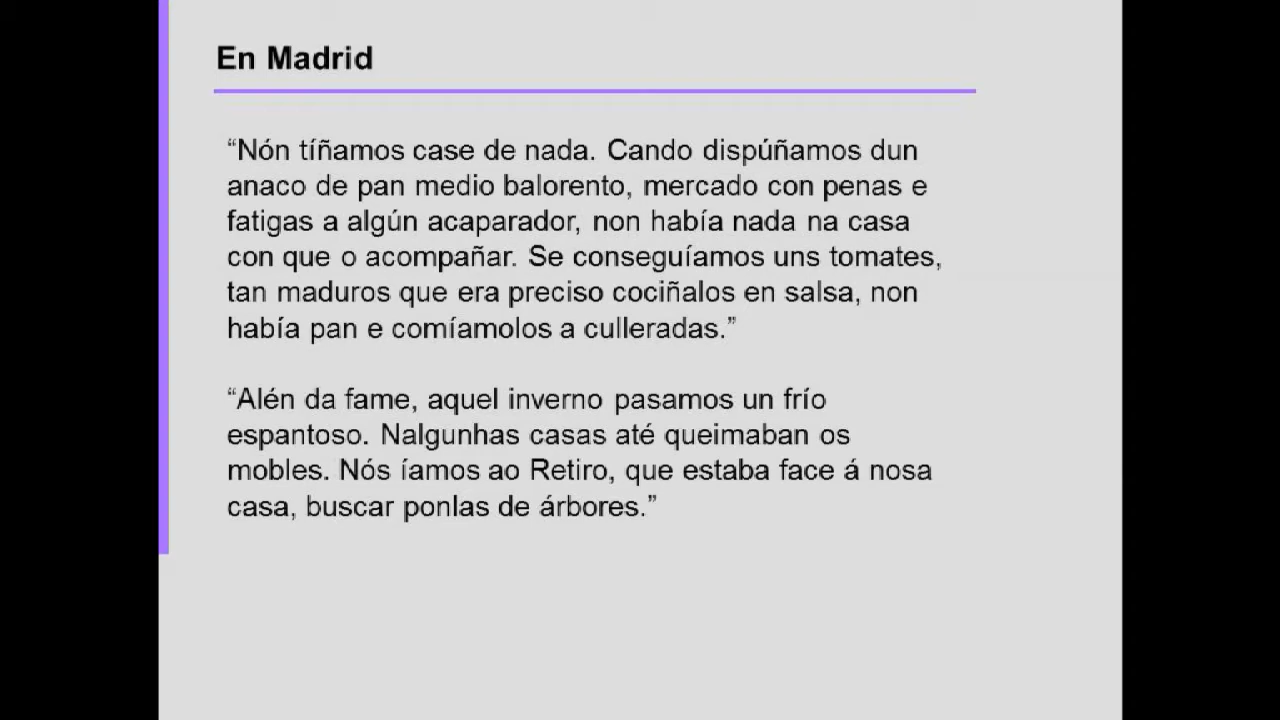 En Madrid
“Nón tíñamos case de nada. Cando dispúñamos dun
anaco de pan medio balorento, mercado con penas e
fatigas a algún acaparador, non había nada na casa
con que o acompañar. Se conseguíamos uns tomates,
tan maduros que era preciso cociñalos en salsa, non
había pan e comíamolos a culleradas.”
“Alén da fame, aquel inverno pasamos un frío
espantoso. Nalgunhas casas até queimaban os
mobles. Nós íamos ao Retiro, que estaba face á nosa
casa, buscar ponlas de árbores.”